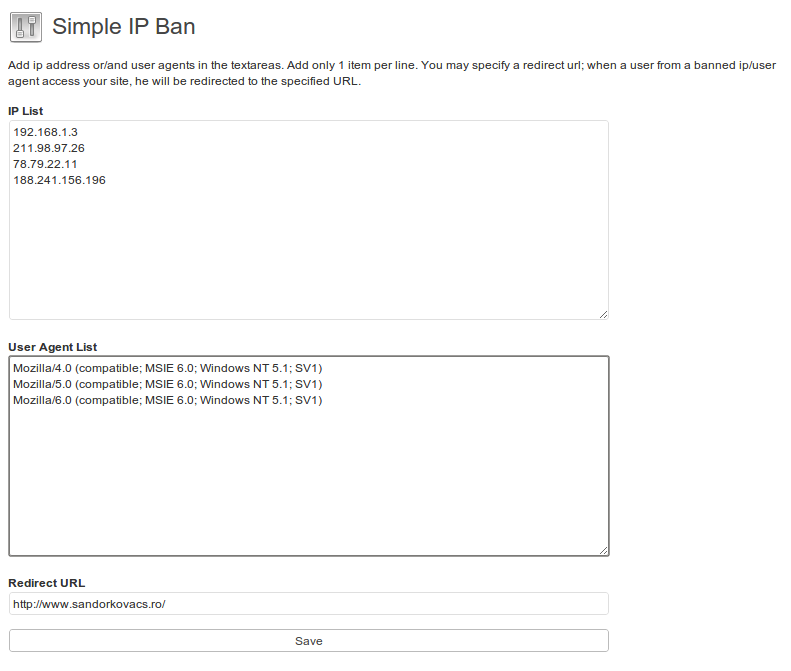 Simple IP Ban
Add ip address or/and user agents in the textareas. Add only 1 item per line. You may specify a redirect url; when a user from a banned ip/user
agent access your site, he will be redirected to the specified URL.
IP List
192.168.1.3
211.98.97.26
78.79.22.11
188.241.156.196
User Agent List
Mozilla/4.0 (compatible; MSIE 6.0; Windows NT 5.1; SV1)
Mozilla/5.0 (compatible; MSIE 6.0; Windows NT 5.1; SV1)
Mozilla/6.0 (compatible; MSIE 6.0; Windows NT 5.1; SV1)
Redirect URL
http://www.sandorkovacs.ro/
Save